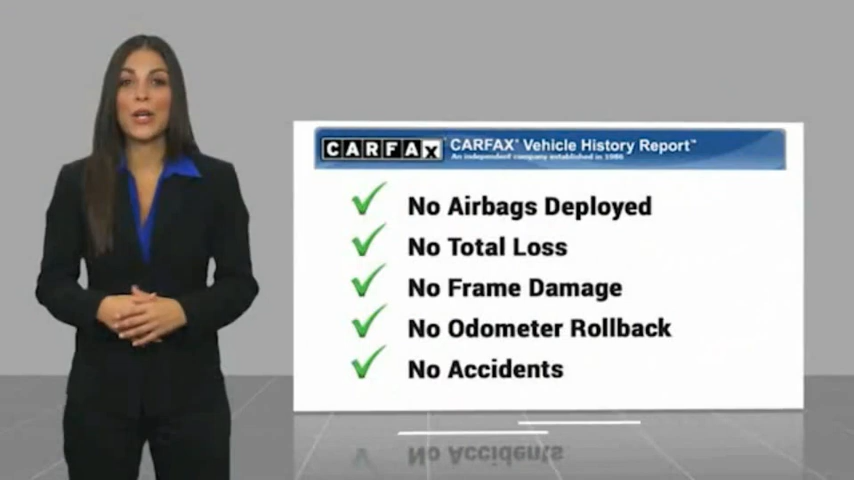 CARFAX CARFAX® Vehicle History Report™
An independent company established in 1986
No Airbags Deployed
No Total Loss
No Frame Damage
No Odometer Rollback
No Accidents
No Accidents